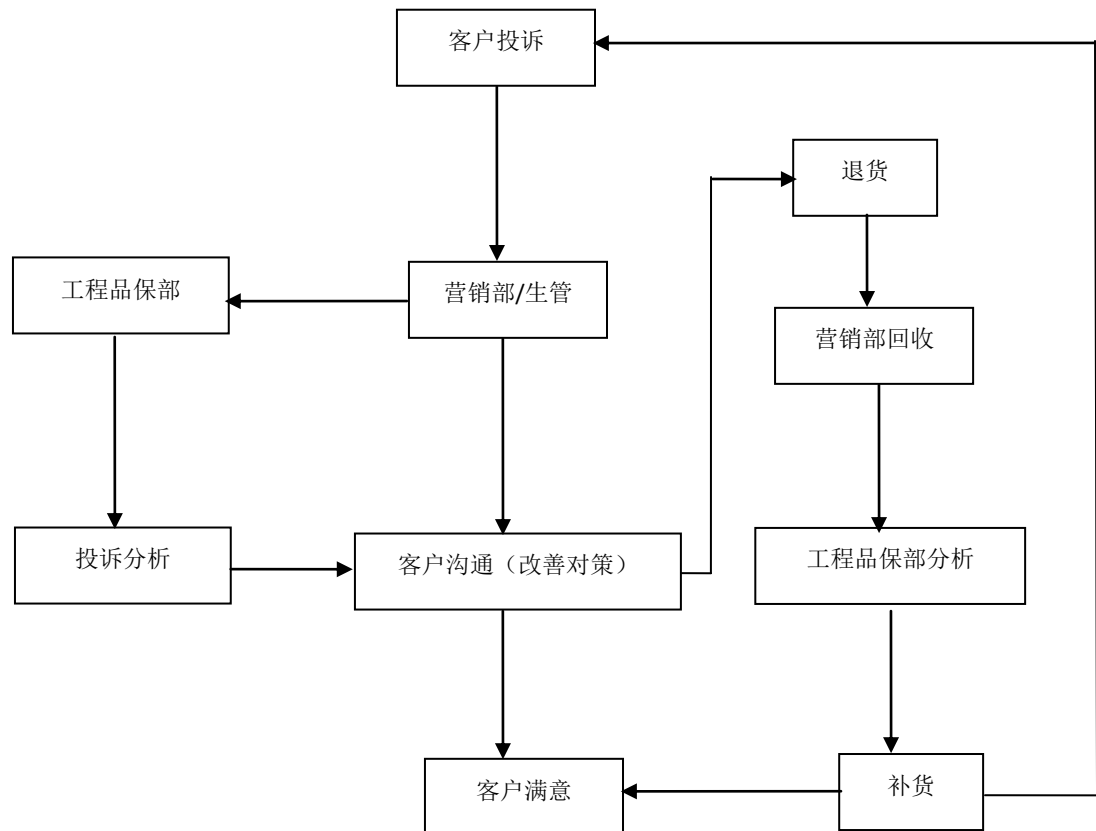 客户投诉
退货
工程品保部
营销部/生管
营销部回收
投诉分析
客户沟通（改善对策）
工程品保部分析
客户满意
补货